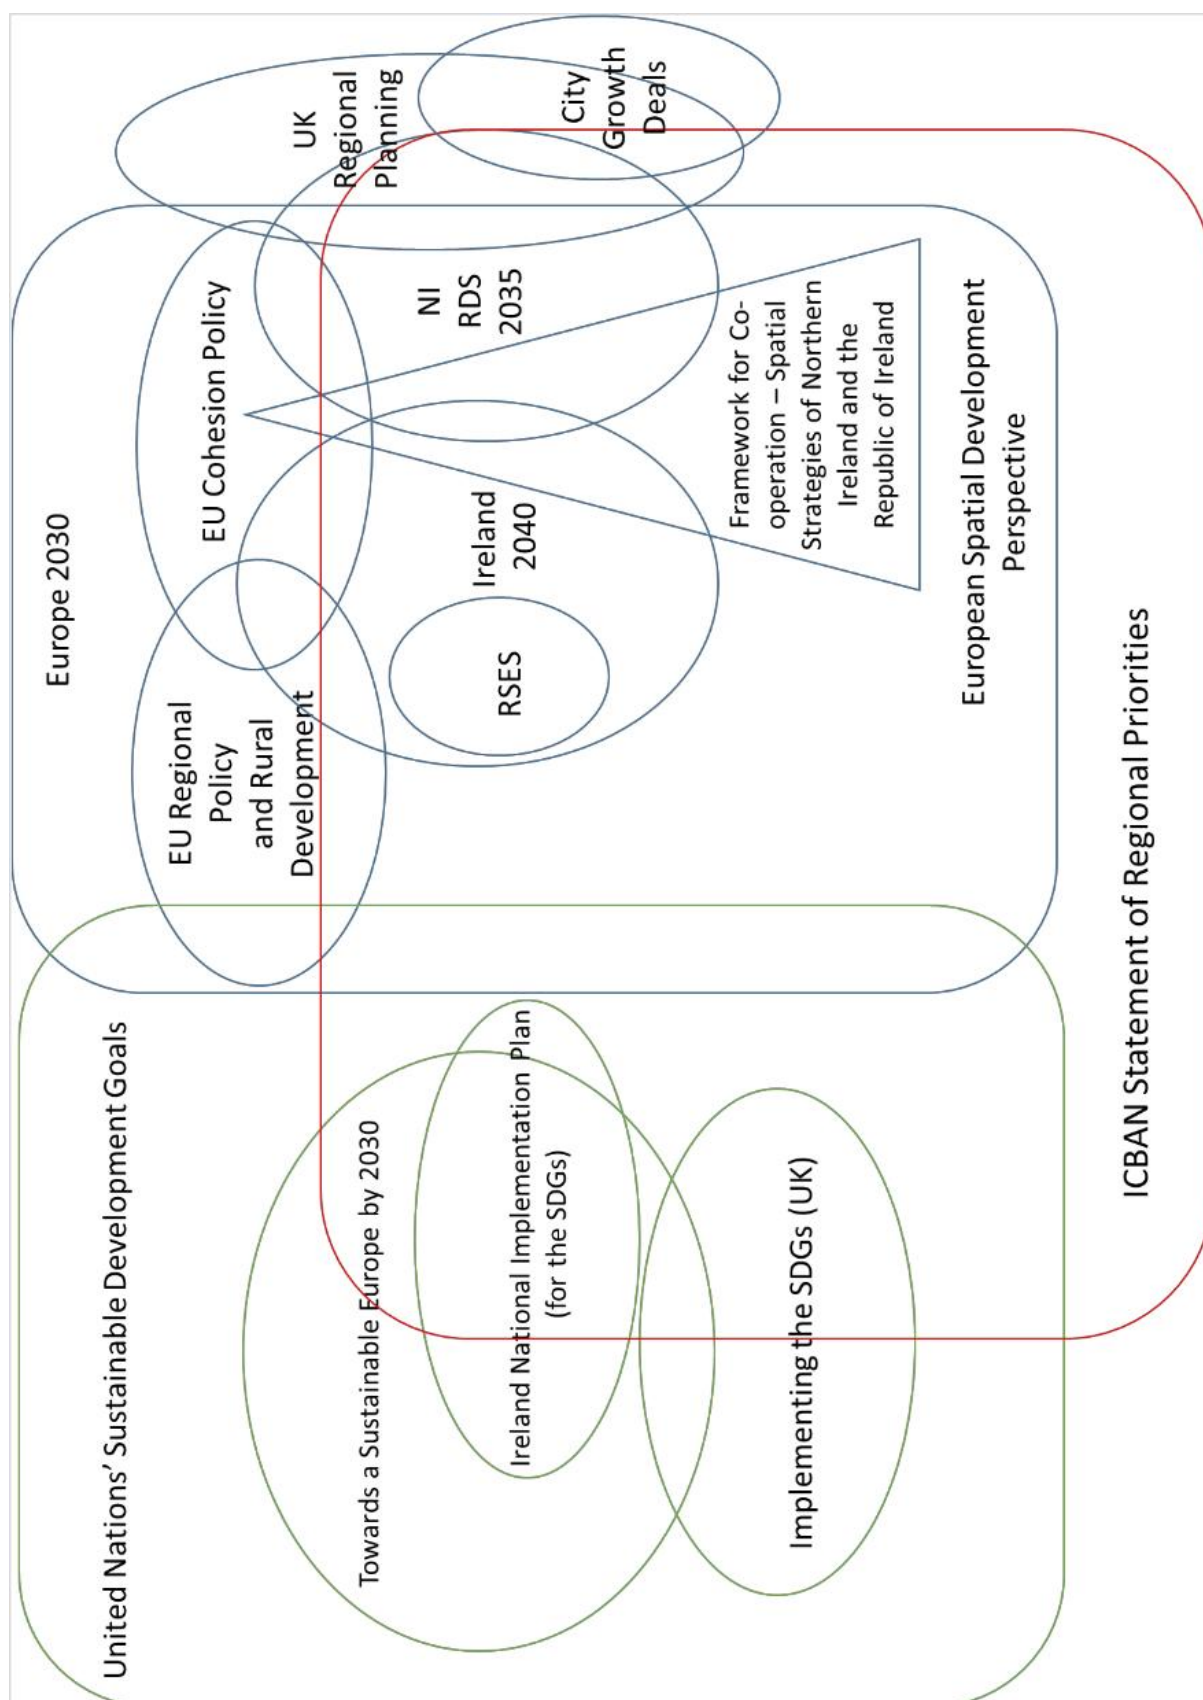 United Nations’ Sustainable Development Goals
Towards a Sustainable Europe by 2030
Ireland National Implementation Plan
(for the SDGs)
Implementing the SDGs (UK)
Europe 2030
EU Regional
Policy
and Rural
Development
EU Cohesion Policy
RSES
Ireland
2040
NI
RDS
2035
UK
Regional
Planning
City
Growth
Deals
Framework for Co-
operation – Spatial
Strategies of Northern
Ireland and the
Republic of Ireland
European Spatial Development
Perspective
ICBAN Statement of Regional Priorities